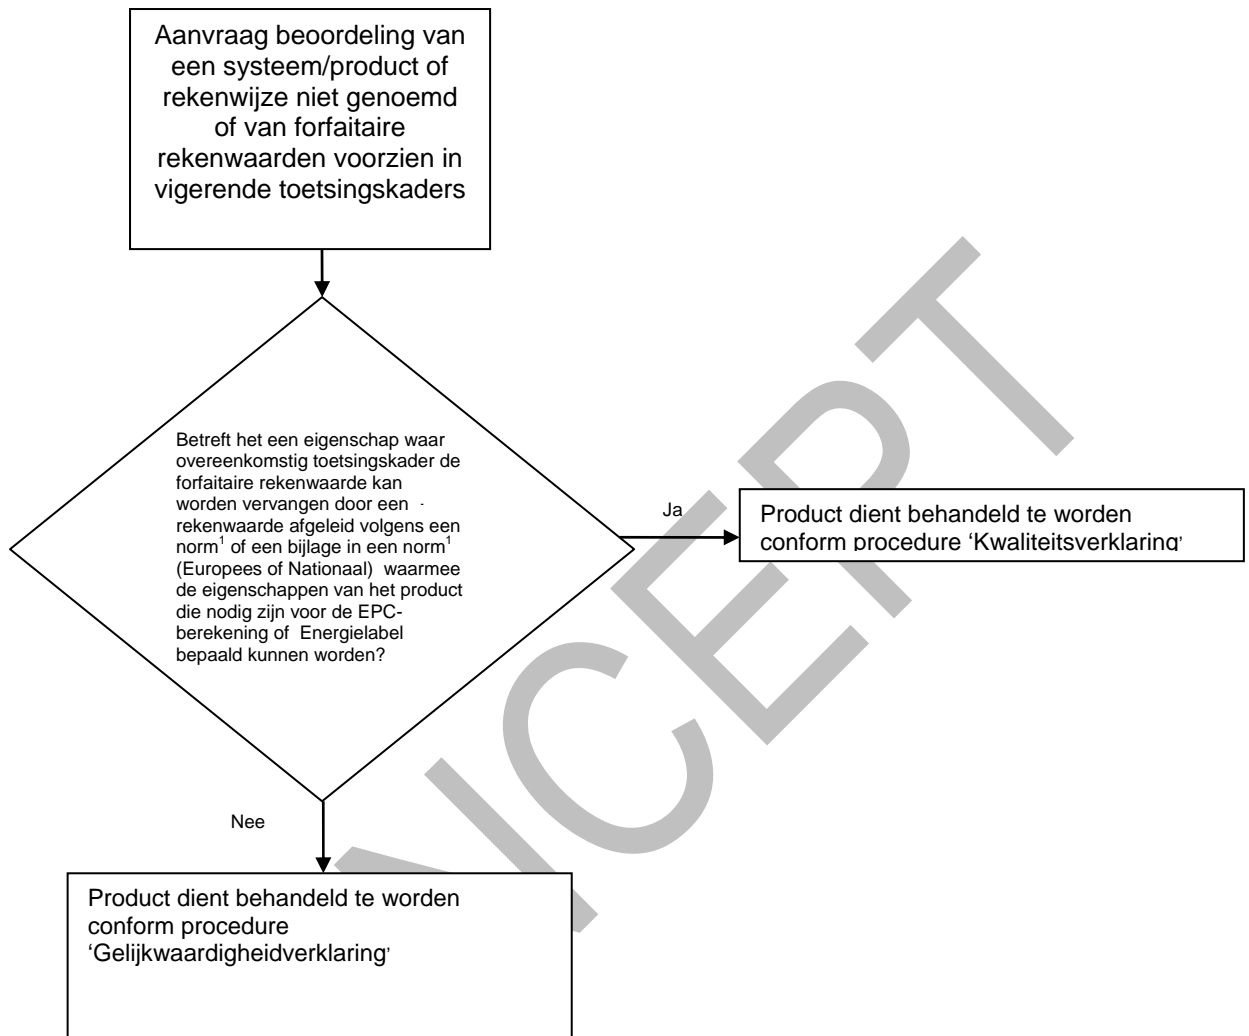 Aanvraag beoordeling van
een systeem/product of
rekenwijze niet genoemd
of van forfaitaire
rekenwaarden voorzien in
vigerende toetsingskaders
Betreft het een eigenschap waar
overeenkomstig toetsingskader de
forfaitaire rekenwaarde kan
worden vervangen door een
rekenwaarde afgeleid volgens een
norm¹ of een bijlage in een norm¹
(Europees of Nationaal) waarmee
de eigenschappen van het product
die nodig zijn voor de EPC-
berekening of Energielabel
bepaald kunnen worden?
Ja
Product dient behandeld te worden
conform procedure ‘Kwaliteitsverklaring’
Nee
Product dient behandeld te worden
conform procedure
‘Gelijkwaardigheidverklaring’
NCEPT